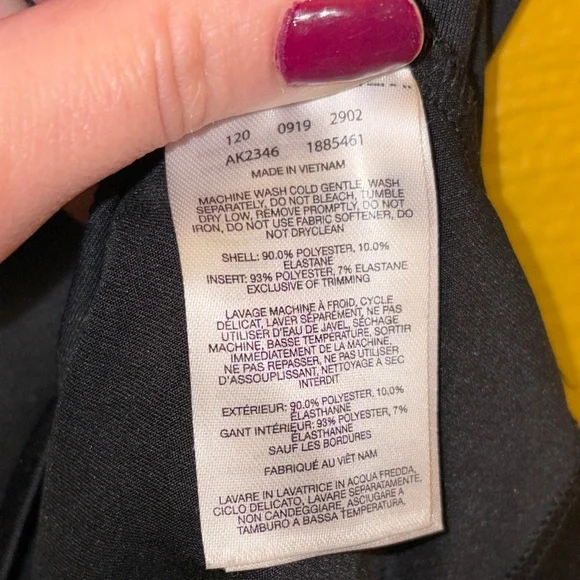 120 0919 2902
AK2346 1885461
MADE IN VIETNAM
MACHINE WASH COLD GENTLE, WASH
SEPARATELY, DO NOT BLEACH, TUMBLE
DRY LOW, REMOVE PROMPTLY, DO NOT
IRON, DO NOT USE FABRIC SOFTENER, DO
NOT DRYCLEAN
SHELL: 90.0% POLYESTER, 10.0%
ELASTANE
INSERT: 93% POLYESTER, 7% ELASTANE
EXCLUSIVE OF TRIMMING
LAVAGE MACHINE À FROID, CYCLE
DÉLICAT, LAVER SÉPARÉMENT, NE PAS
UTILISER D'EAU DE JAVEL, SÉCHAGE
MACHINE, BASSE TEMPÉRATURE, SORTIR
IMMEDIATEMENT DE LA MACHINE,
NE PAS REPASSER, NE PAS UTILISER
D'ASSOUPLISSANT, NETTOYAGE A SEC
INTERDIT
EXTÉRIEUR: 90.0% POLYESTER, 10.0%
ÉLASTHANNE
GANT INTÉRIEUR: 93% POLYESTER, 7%
ÉLASTHANNE
SAUF LES BORDURES
FABRIQUÉ AU VIÊT NAM
LAVARE IN LAVATRICE IN ACQUA FREDDA,
CICLO DELICATO, LAVARE SEPARATAMENTE,
NON CANDEGGIARE, ASCIUGARE A
TAMBURO A BASSA TEMPERATURA.